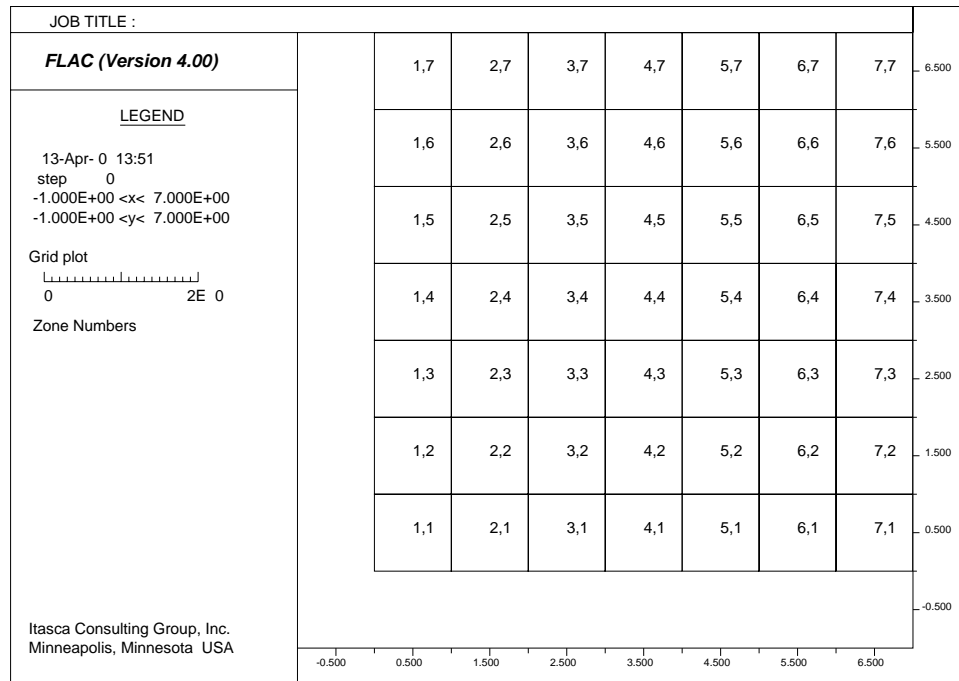 JOB TITLE :
FLAC (Version 4.00)
LEGEND
13-Apr- 0 13:51
step 0
-1.000E+00 <x< 7.000E+00
-1.000E+00 <y< 7.000E+00
Grid plot
0 2E 0
Zone Numbers
Itasca Consulting Group, Inc.
Minneapolis, Minnesota USA
1,7 2,7 3,7 4,7 5,7 6,7 7,7 6.500
1,6 2,6 3,6 4,6 5,6 6,6 7,6 5.500
1,5 2,5 3,5 4,5 5,5 6,5 7,5 4.500
1,4 2,4 3,4 4,4 5,4 6,4 7,4 3.500
1,3 2,3 3,3 4,3 5,3 6,3 7,3 2.500
1,2 2,2 3,2 4,2 5,2 6,2 7,2 1.500
1,1 2,1 3,1 4,1 5,1 6,1 7,1 0.500
-0.500
-0.500 0.500 1.500 2.500 3.500 4.500 5.500 6.500